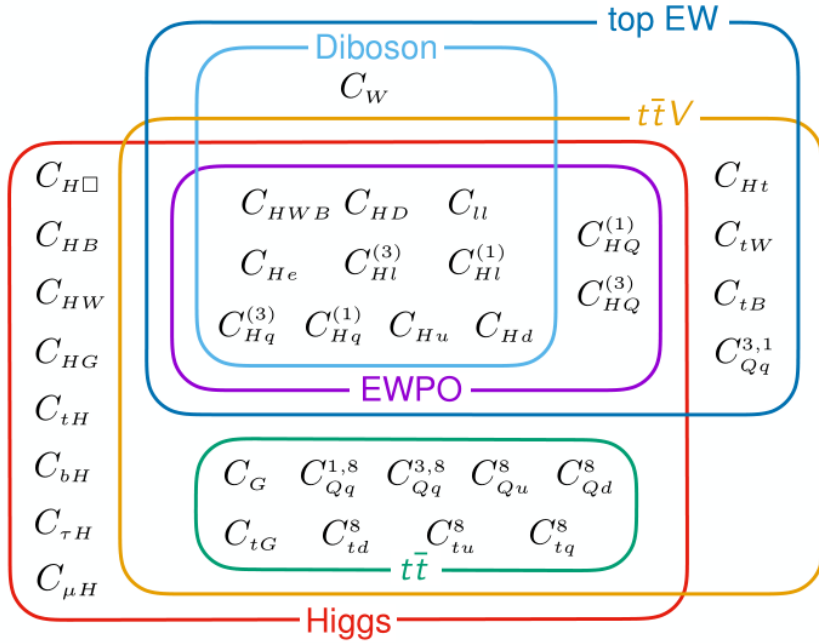 top EW
Diboson
C_W
tt̄V
C_{H□}
C_{HWB} C_{HD} C_{ll}
C_{Ht}
C_{HB}
C_{HQ}^{(1)}
C_{tW}
C_{He} C_{Hl}^{(3)} C_{Hl}^{(1)}
C_{HW}
C_{HQ}^{(3)}
C_{tB}
C_{Hq}^{(3)} C_{Hq}^{(1)} C_{Hu} C_{Hd}
C_{HG}
C_{Qq}^{3,1}
EWPO
C_{tH}
C_{bH}
C_G C_{Qq}^{1,8} C_{Qq}^{3,8} C_{Qu}^{8} C_{Qd}^{8}
C_{τH}
C_{tG} C_{td}^{8} C_{tu}^{8} C_{tq}^{8}
tt̄
C_{μH}
Higgs